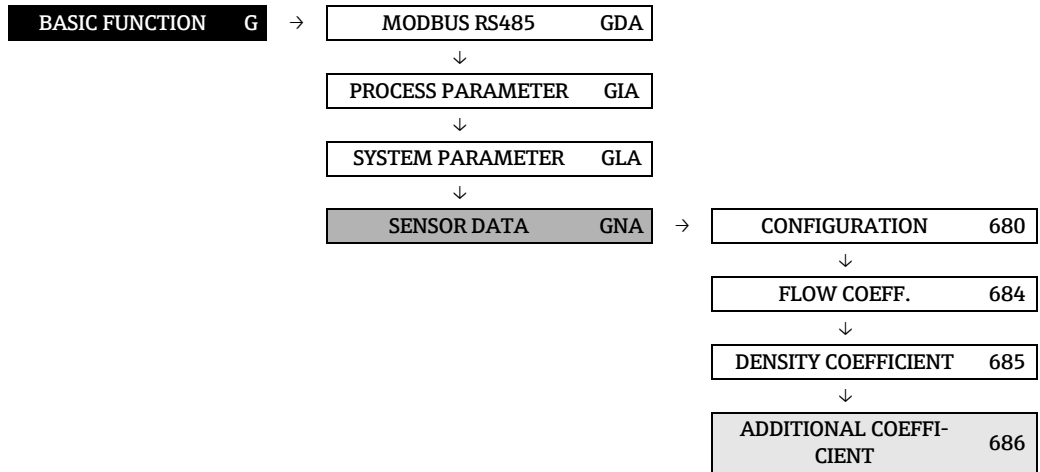 BASIC FUNCTION G → MODBUS RS485 GDA
↓
PROCESS PARAMETER GIA
↓
SYSTEM PARAMETER GLA
↓
SENSOR DATA GNA → CONFIGURATION 680
↓
FLOW COEFF. 684
↓
DENSITY COEFFICIENT 685
↓
ADDITIONAL COEFFI-
CIENT 686